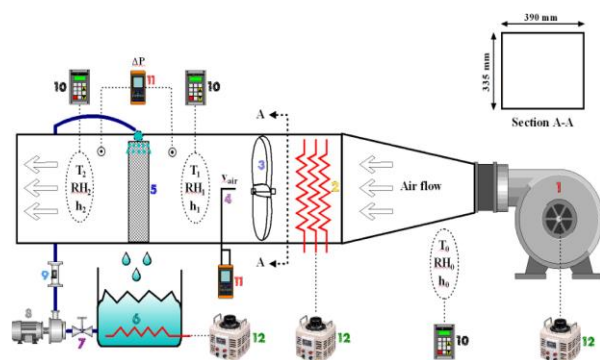 390 mm
335 mm
Section A-A
ΔP
10
11
10
A
T2
RH2
h2
5
T1
RH1
h1
vair
4
3
2
Air flow
1
T0
RH0
h0
A
9
11
6
8
7
12
12
10
12